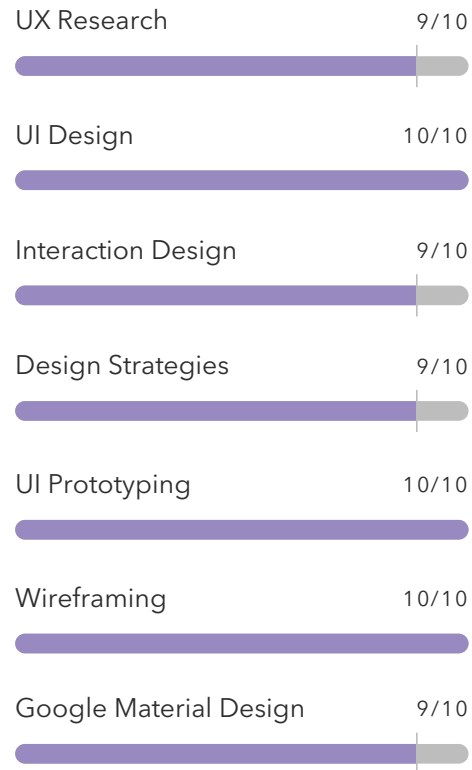 UX Research 9/10
UI Design 10/10
Interaction Design 9/10
Design Strategies 9/10
UI Prototyping 10/10
Wireframing 10/10
Google Material Design 9/10